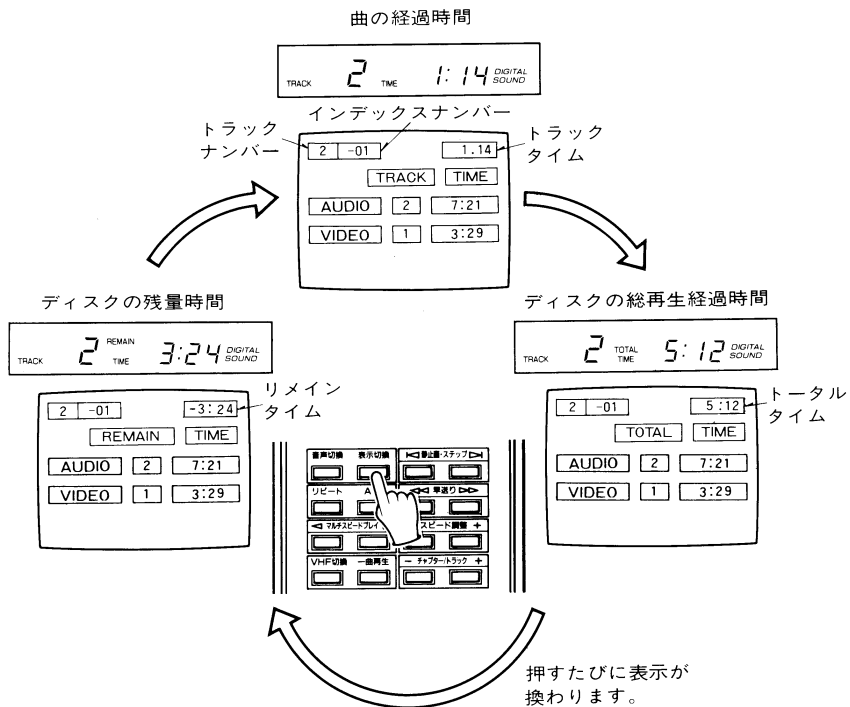 曲の経過時間
TRACK 2 TIME 1:14 DIGITAL SOUND
インデックスナンバー
トラックナンバー
トラックタイム
2 -01 1.14
TRACK TIME
AUDIO 2 7:21
VIDEO 1 3:29
ディスクの残量時間
TRACK 2 REMAIN TIME 3:24 DIGITAL SOUND
リメインタイム
2 -01 -3:24
REMAIN TIME
AUDIO 2 7:21
VIDEO 1 3:29
ディスクの総再生経過時間
TRACK 2 TOTAL TIME 5:12 DIGITAL SOUND
トータルタイム
2 -01 5:12
TOTAL TIME
AUDIO 2 7:21
VIDEO 1 3:29
音声切換 表示切換 静止画・ステップ
リピート A 早送り
マルチスピードプレイ スピード調整 +
VHF切換 一曲再生 - チャプター/トラック +
押すたびに表示が
換わります。